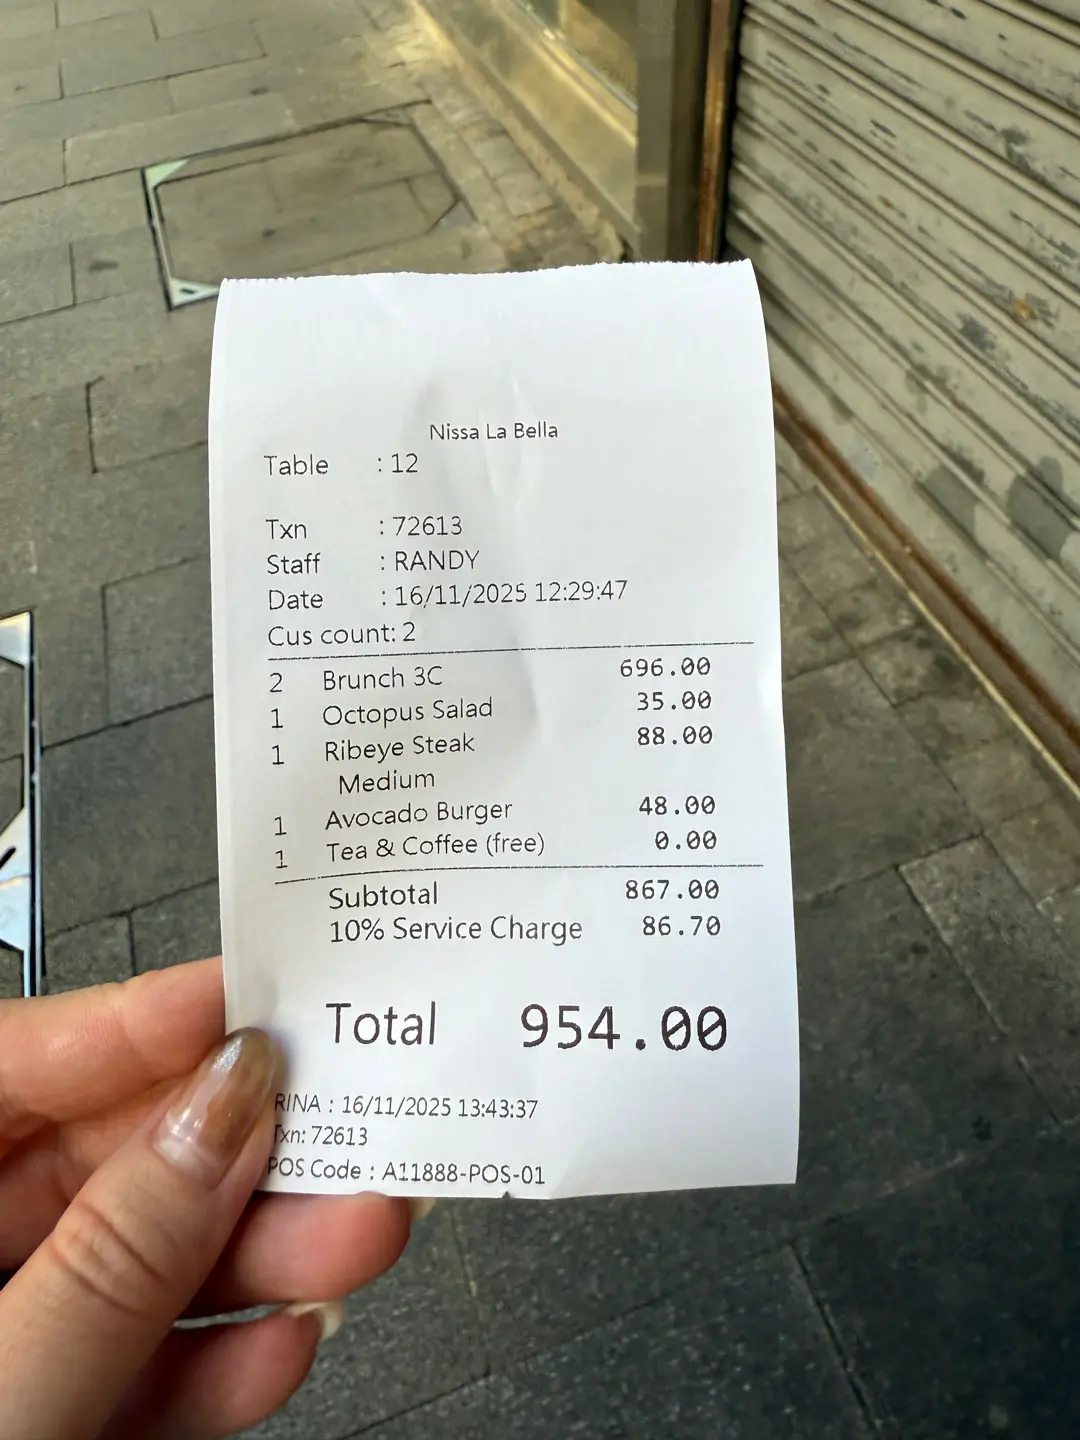 Nissa La Bella
Table : 12
Txn : 72613
Staff : RANDY
Date : 16/11/2025 12:29:47
Cus count: 2
2 Brunch 3C 696.00
1 Octopus Salad 35.00
1 Ribeye Steak 88.00
Medium
1 Avocado Burger 48.00
1 Tea & Coffee (free) 0.00
Subtotal 867.00
10% Service Charge 86.70
Total 954.00
RINA : 16/11/2025 13:43:37
Txn: 72613
POS Code : A11888-POS-01